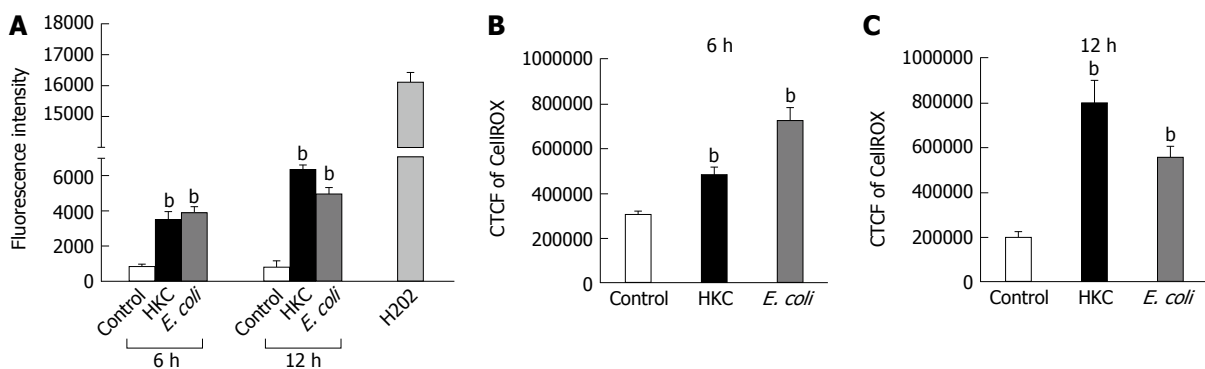 A
Fluorescence intensity
18000
17000
16000
15000
6000
4000
2000
0
b
b
b
b
Control
HKC
E. coli
Control
HKC
E. coli
H202
6 h
12 h
B
6 h
CTCF of CellROX
1000000
800000
600000
400000
200000
0
b
b
Control
HKC
E. coli
C
12 h
CTCF of CellROX
1000000
800000
600000
400000
200000
0
b
b
Control
HKC
E. coli